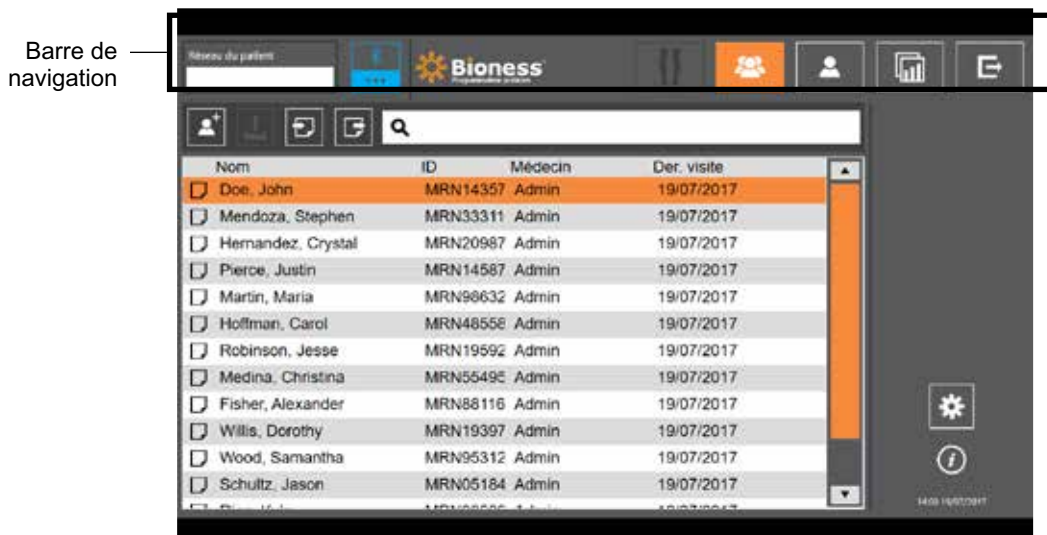 Barre de
navigation
Réseau du patient
Bioness
Nom ID Médecin Der. visite
Doe, John MRN14357 Admin 19/07/2017
Mendoza, Stephen MRN33311 Admin 19/07/2017
Hernandez, Crystal MRN20987 Admin 19/07/2017
Pierce, Justin MRN14587 Admin 19/07/2017
Martin, Maria MRN98632 Admin 19/07/2017
Hoffman, Carol MRN48558 Admin 19/07/2017
Robinson, Jesse MRN19592 Admin 19/07/2017
Medina, Christina MRN55495 Admin 19/07/2017
Fisher, Alexander MRN88116 Admin 19/07/2017
Willis, Dorothy MRN19397 Admin 19/07/2017
Wood, Samantha MRN95312 Admin 19/07/2017
Schultz, Jason MRN05184 Admin 19/07/2017
19/07/2017